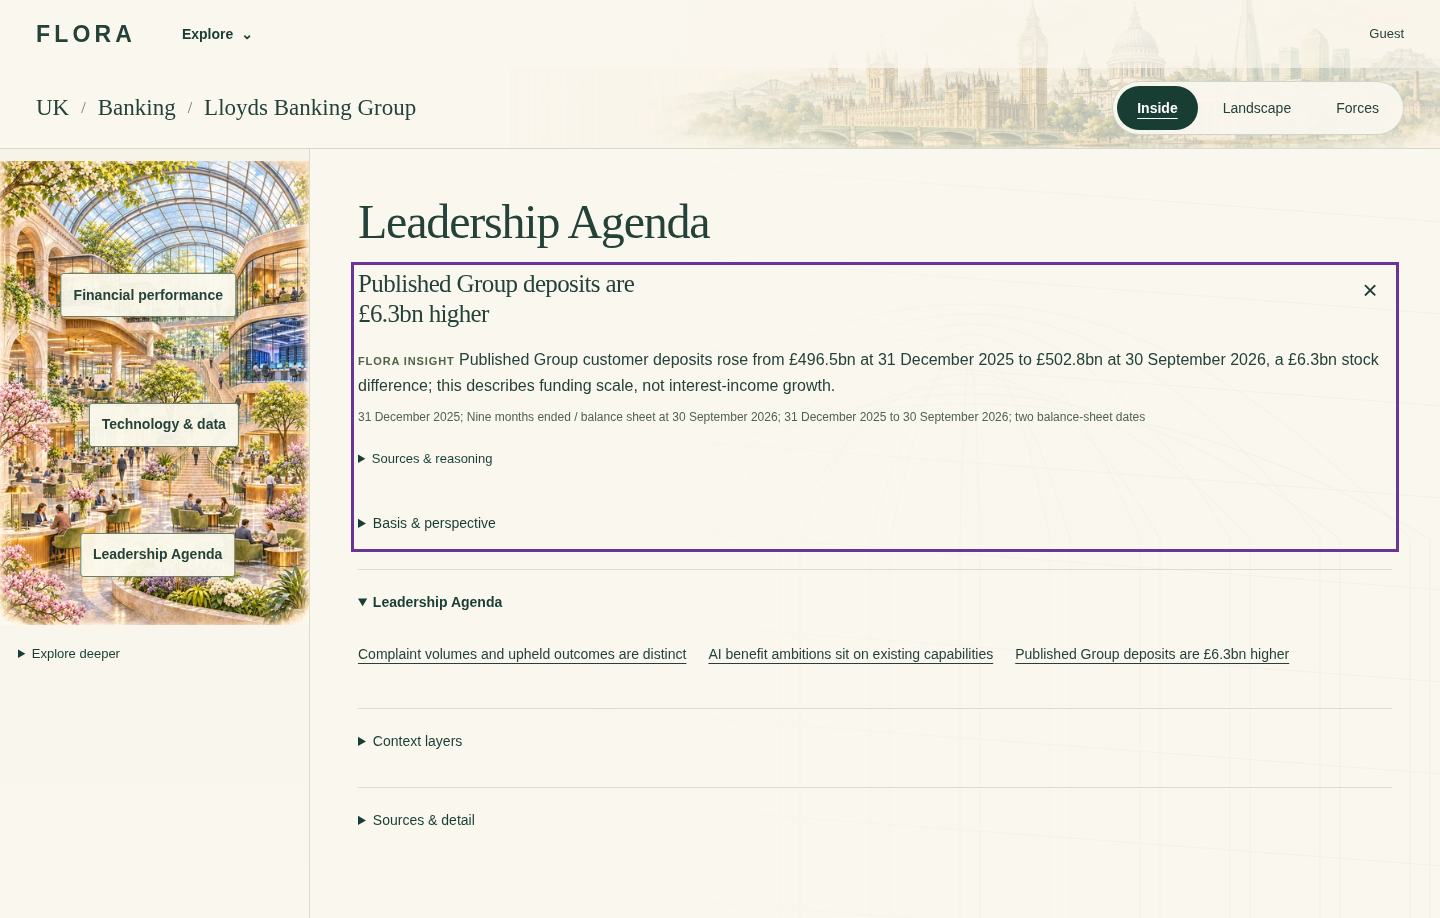 FLORA
Explore
Guest
UK / Banking / Lloyds Banking Group
Inside
Landscape
Forces
Financial performance
Technology & data
Leadership Agenda
Explore deeper
Leadership Agenda
Published Group deposits are
£6.3bn higher
FLORA INSIGHT Published Group customer deposits rose from £496.5bn at 31 December 2025 to £502.8bn at 30 September 2026, a £6.3bn stock
difference; this describes funding scale, not interest-income growth.
31 December 2025; Nine months ended / balance sheet at 30 September 2026; 31 December 2025 to 30 September 2026; two balance-sheet dates
Sources & reasoning
Basis & perspective
Leadership Agenda
Complaint volumes and upheld outcomes are distinct
AI benefit ambitions sit on existing capabilities
Published Group deposits are £6.3bn higher
Context layers
Sources & detail